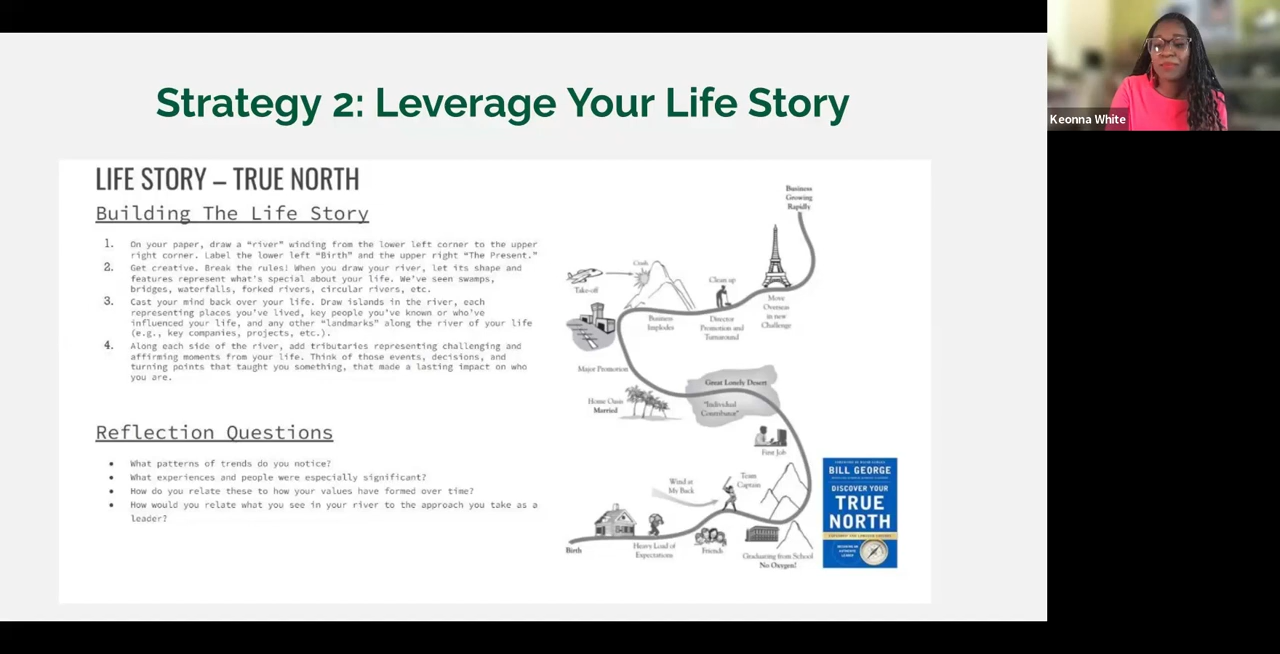 Strategy 2: Leverage Your Life Story
Keonna White
LIFE STORY – TRUE NORTH
Building The Life Story
1. On your paper, draw a "river" winding from the lower left corner to the upper
right corner. Label the lower left "Birth" and the upper right "The Present."
2. Get creative. Break the rules! When you draw your river, let its shape and
features represent what's special about your life. We've seen swamps,
bridges, waterfalls, forked rivers, circular rivers, etc.
3. Cast your mind back over your life. Draw islands in the river, each
representing places you've lived, key people you've known or who've
influenced your life, and any other "landmarks" along the river of your life
(e.g., key companies, projects, etc.).
4. Along each side of the river, add tributaries representing challenging and
affirming moments from your life. Think of those events, decisions, and
turning points that taught you something, that made a lasting impact on who
you are.
Reflection Questions
• What patterns of trends do you notice?
• What experiences and people were especially significant?
• How do you relate these to how your values have formed over time?
• How would you relate what you see in your river to the approach you take as a
leader?
Business
Growing
Rapidly
Crash
Take-off
Clean up
Business
Implodes
Director
Promotion and
Turnaround
Move
Overseas
in new
Challenge
Major Promotion
Great Lonely Desert
Home Oasis
Married
"Individual
Contributor"
First Job
Wind at
My Back
Team
Captain
Birth
Heavy Load of
Expectations
Friends
Graduating from School
No Oxygen!
BILL GEORGE
DISCOVER YOUR
TRUE
NORTH